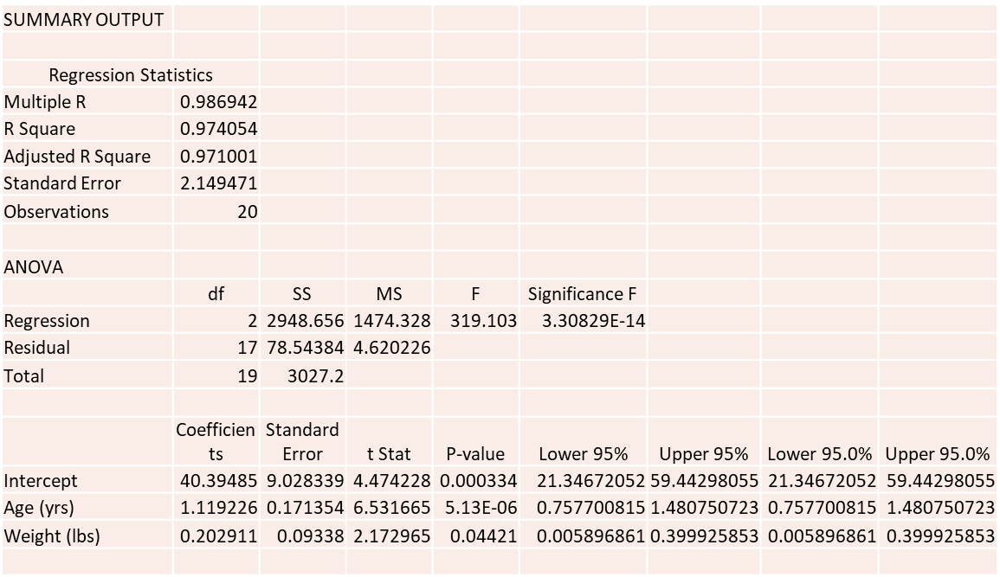 SUMMARY OUTPUT
Regression Statistics
Multiple R 0.986942
R Square 0.974054
Adjusted R Square 0.971001
Standard Error 2.149471
Observations 20
ANOVA
df SS MS F Significance F
Regression 2 2948.656 1474.328 319.103 3.30829E-14
Residual 17 78.54384 4.620226
Total 19 3027.2
Coefficien Standard
ts Error t Stat P-value Lower 95% Upper 95% Lower 95.0% Upper 95.0%
Intercept 40.39485 9.028339 4.474228 0.000334 21.34672052 59.44298055 21.34672052 59.44298055
Age (yrs) 1.119226 0.171354 6.531665 5.13E-06 0.757700815 1.480750723 0.757700815 1.480750723
Weight (lbs) 0.202911 0.09338 2.172965 0.04421 0.005896861 0.399925853 0.005896861 0.399925853